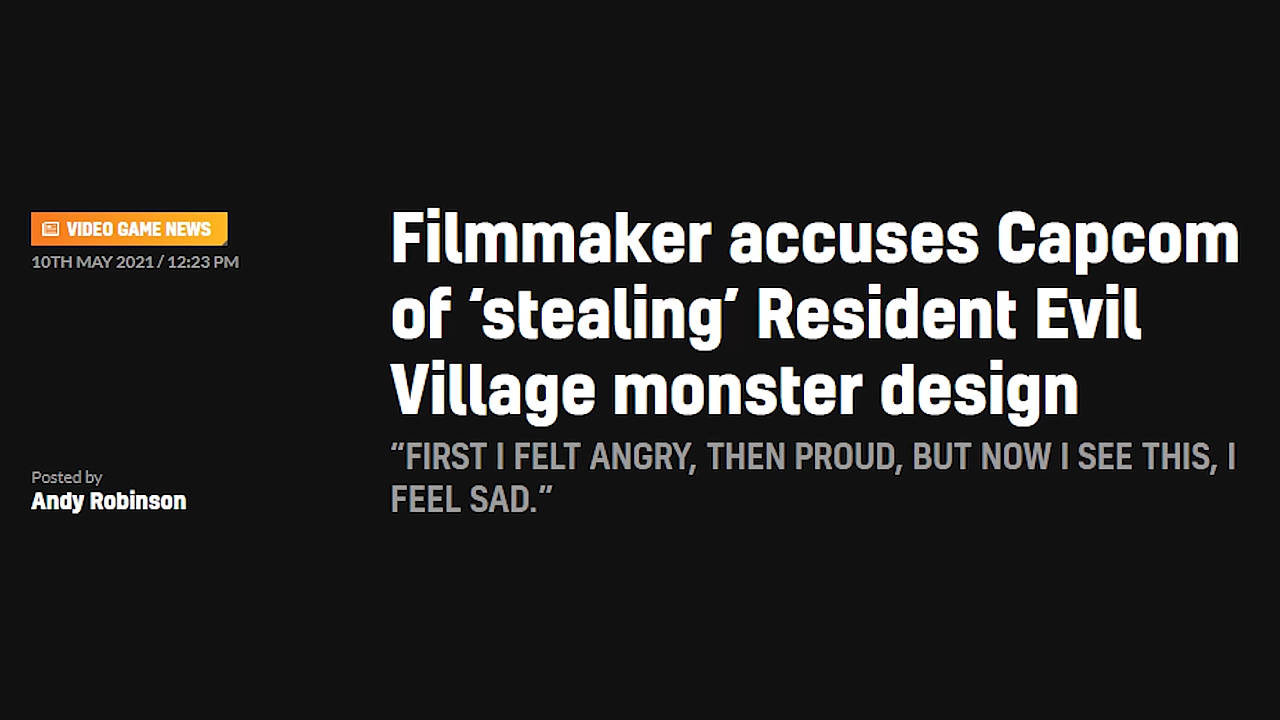 VIDEO GAME NEWS
10TH MAY 2021 / 12:23 PM
Filmmaker accuses Capcom
of ‘stealing’ Resident Evil
Village monster design
“FIRST I FELT ANGRY, THEN PROUD, BUT NOW I SEE THIS, I
FEEL SAD.”
Posted by
Andy Robinson